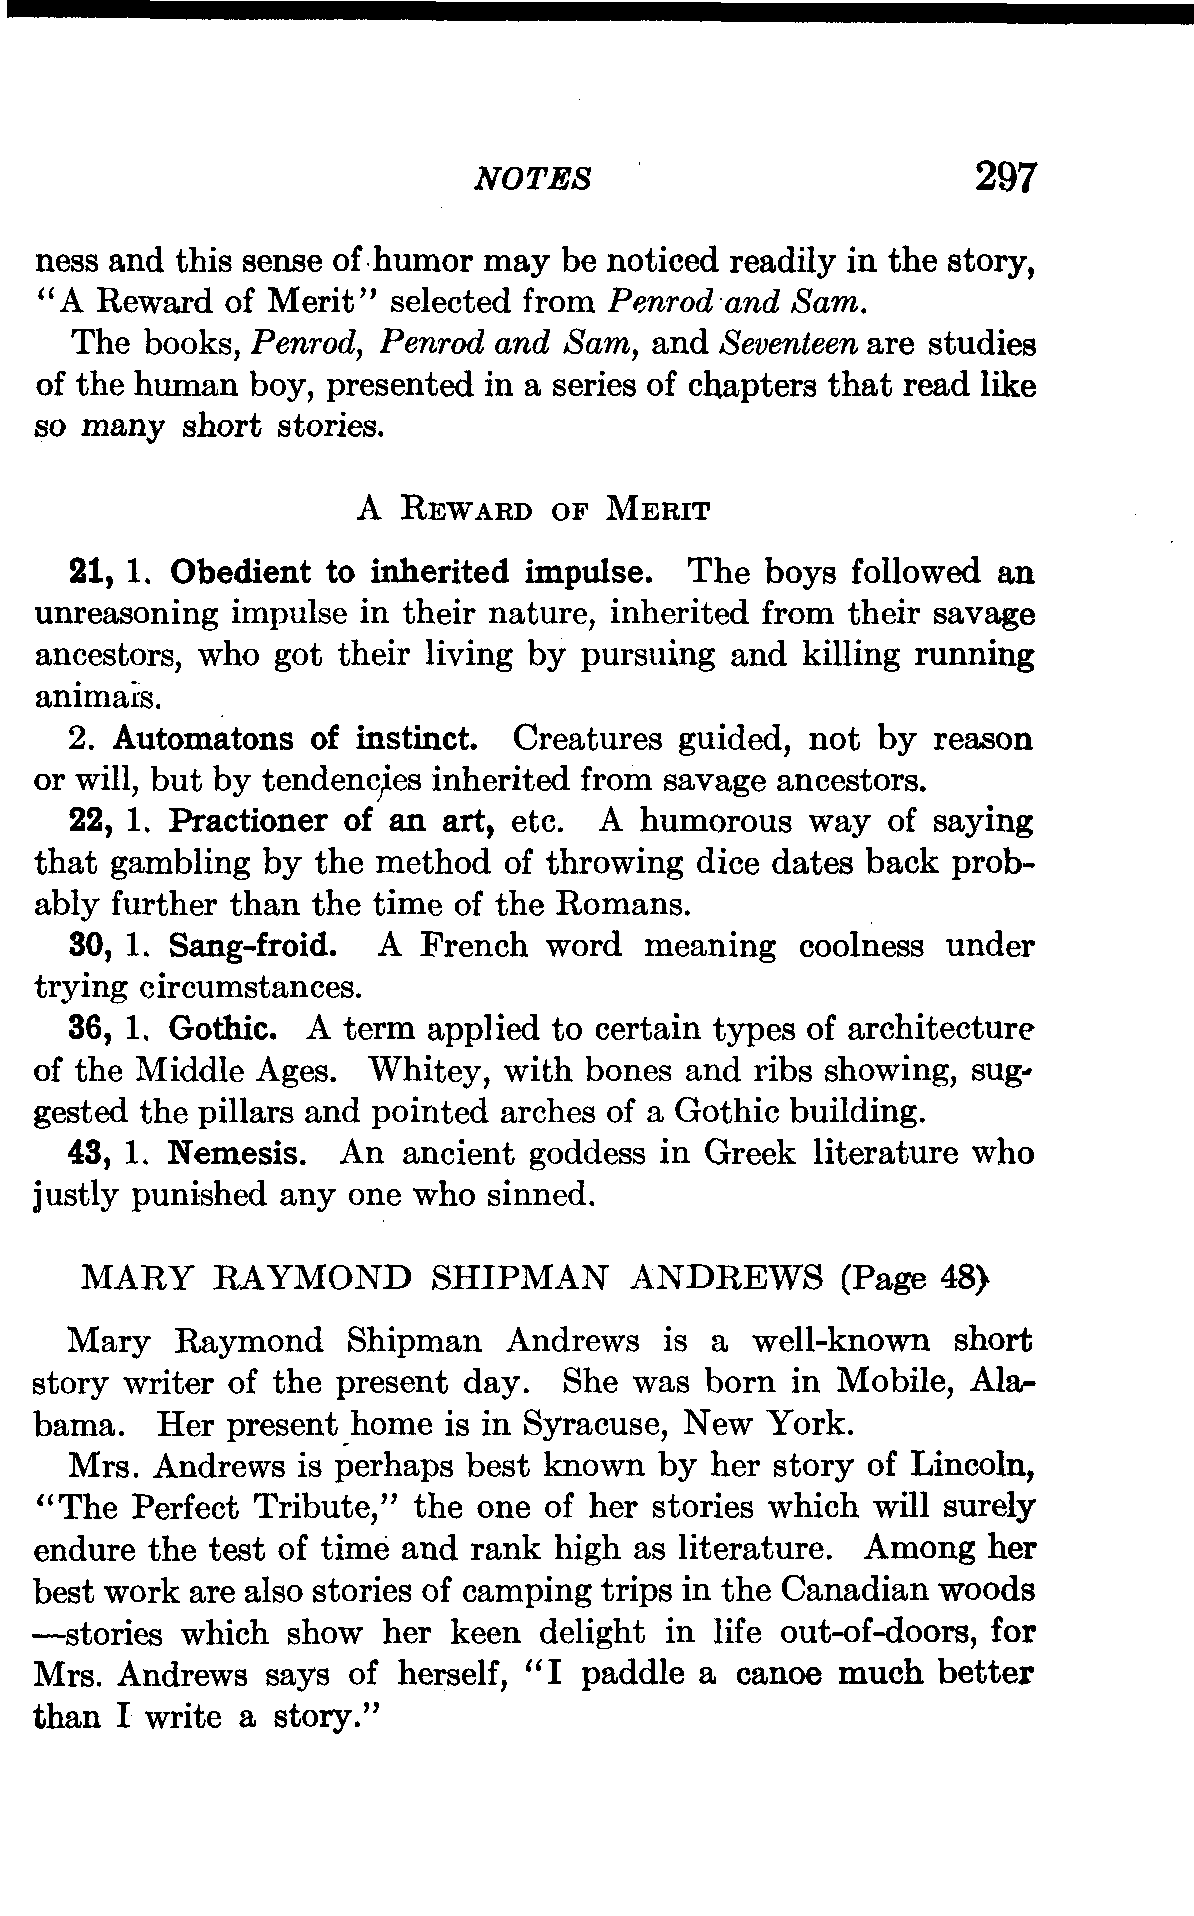 NOTES 297
ness and this sense of humor may be noticed readily in the story,
"A Reward of Merit" selected from Penrod and Sam.
The books, Penrod, Penrod and Sam, and Seventeen are studies
of the human boy, presented in a series of chapters that read like
so many short stories.
A REWARD OF MERIT
21, 1. Obedient to inherited impulse. The boys followed an
unreasoning impulse in their nature, inherited from their savage
ancestors, who got their living by pursuing and killing running
animals.
2. Automatons of instinct. Creatures guided, not by reason
or will, but by tendencies inherited from savage ancestors.
22, 1. Practioner of an art, etc. A humorous way of saying
that gambling by the method of throwing dice dates back prob-
ably further than the time of the Romans.
30, 1. Sang-froid. A French word meaning coolness under
trying circumstances.
36, 1. Gothic. A term applied to certain types of architecture
of the Middle Ages. Whitey, with bones and ribs showing, sug-
gested the pillars and pointed arches of a Gothic building.
43, 1. Nemesis. An ancient goddess in Greek literature who
justly punished any one who sinned.
MARY RAYMOND SHIPMAN ANDREWS (Page 48)
Mary Raymond Shipman Andrews is a well-known short
story writer of the present day. She was born in Mobile, Ala-
bama. Her present home is in Syracuse, New York.
Mrs. Andrews is perhaps best known by her story of Lincoln,
"The Perfect Tribute," the one of her stories which will surely
endure the test of time and rank high as literature. Among her
best work are also stories of camping trips in the Canadian woods
—stories which show her keen delight in life out-of-doors, for
Mrs. Andrews says of herself, "I paddle a canoe much better
than I write a story."